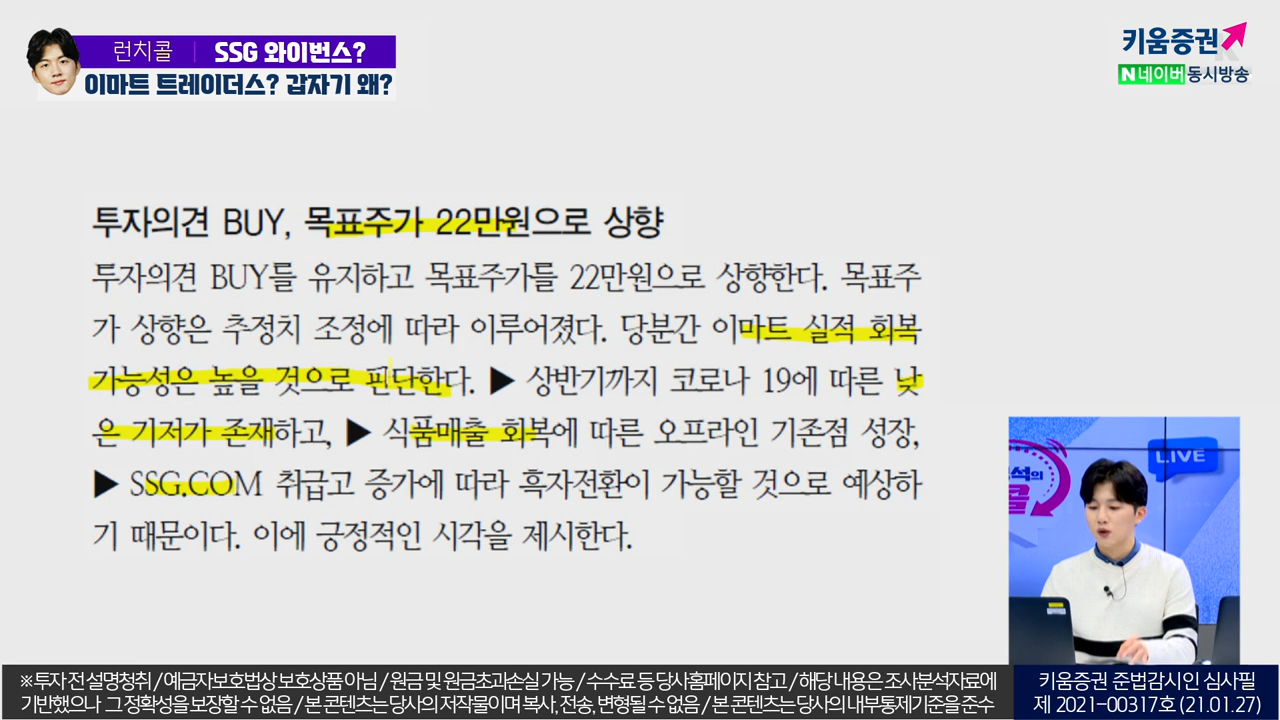 런치콜 | SSG 와이번스?
이마트 트레이더스? 갑자기 왜?
키움증권
N 네이버 동시방송
투자의견 BUY, 목표주가 22만원으로 상향
투자의견 BUY를 유지하고 목표주가를 22만원으로 상향한다. 목표주
가 상향은 추정치 조정에 따라 이루어졌다. 당분간 이마트 실적 회복
가능성은 높을 것으로 판단한다. ▶ 상반기까지 코로나 19에 따른 낮
은 기저가 존재하고, ▶ 식품매출 회복에 따른 오프라인 기존점 성장,
▶ SSG.COM 취급고 증가에 따라 흑자전환이 가능할 것으로 예상하
기 때문이다. 이에 긍정적인 시각을 제시한다.
LIVE
석의
콜
※투자 전 설명청취 / 예금자보호법상 보호상품 아님 / 원금 및 원금초과손실 가능 / 수수료 등 당사홈페이지 참고 / 해당 내용은 조사분석자료에
기반했으나 그 정확성을 보장할 수 없음 / 본 콘텐츠는 당사의 저작물이며 복사, 전송, 변형될 수 없음 / 본 콘텐츠는 당사의 내부통제기준을 준수
키움증권 준법감시인 심사필
제 2021-00317호 (21.01.27)